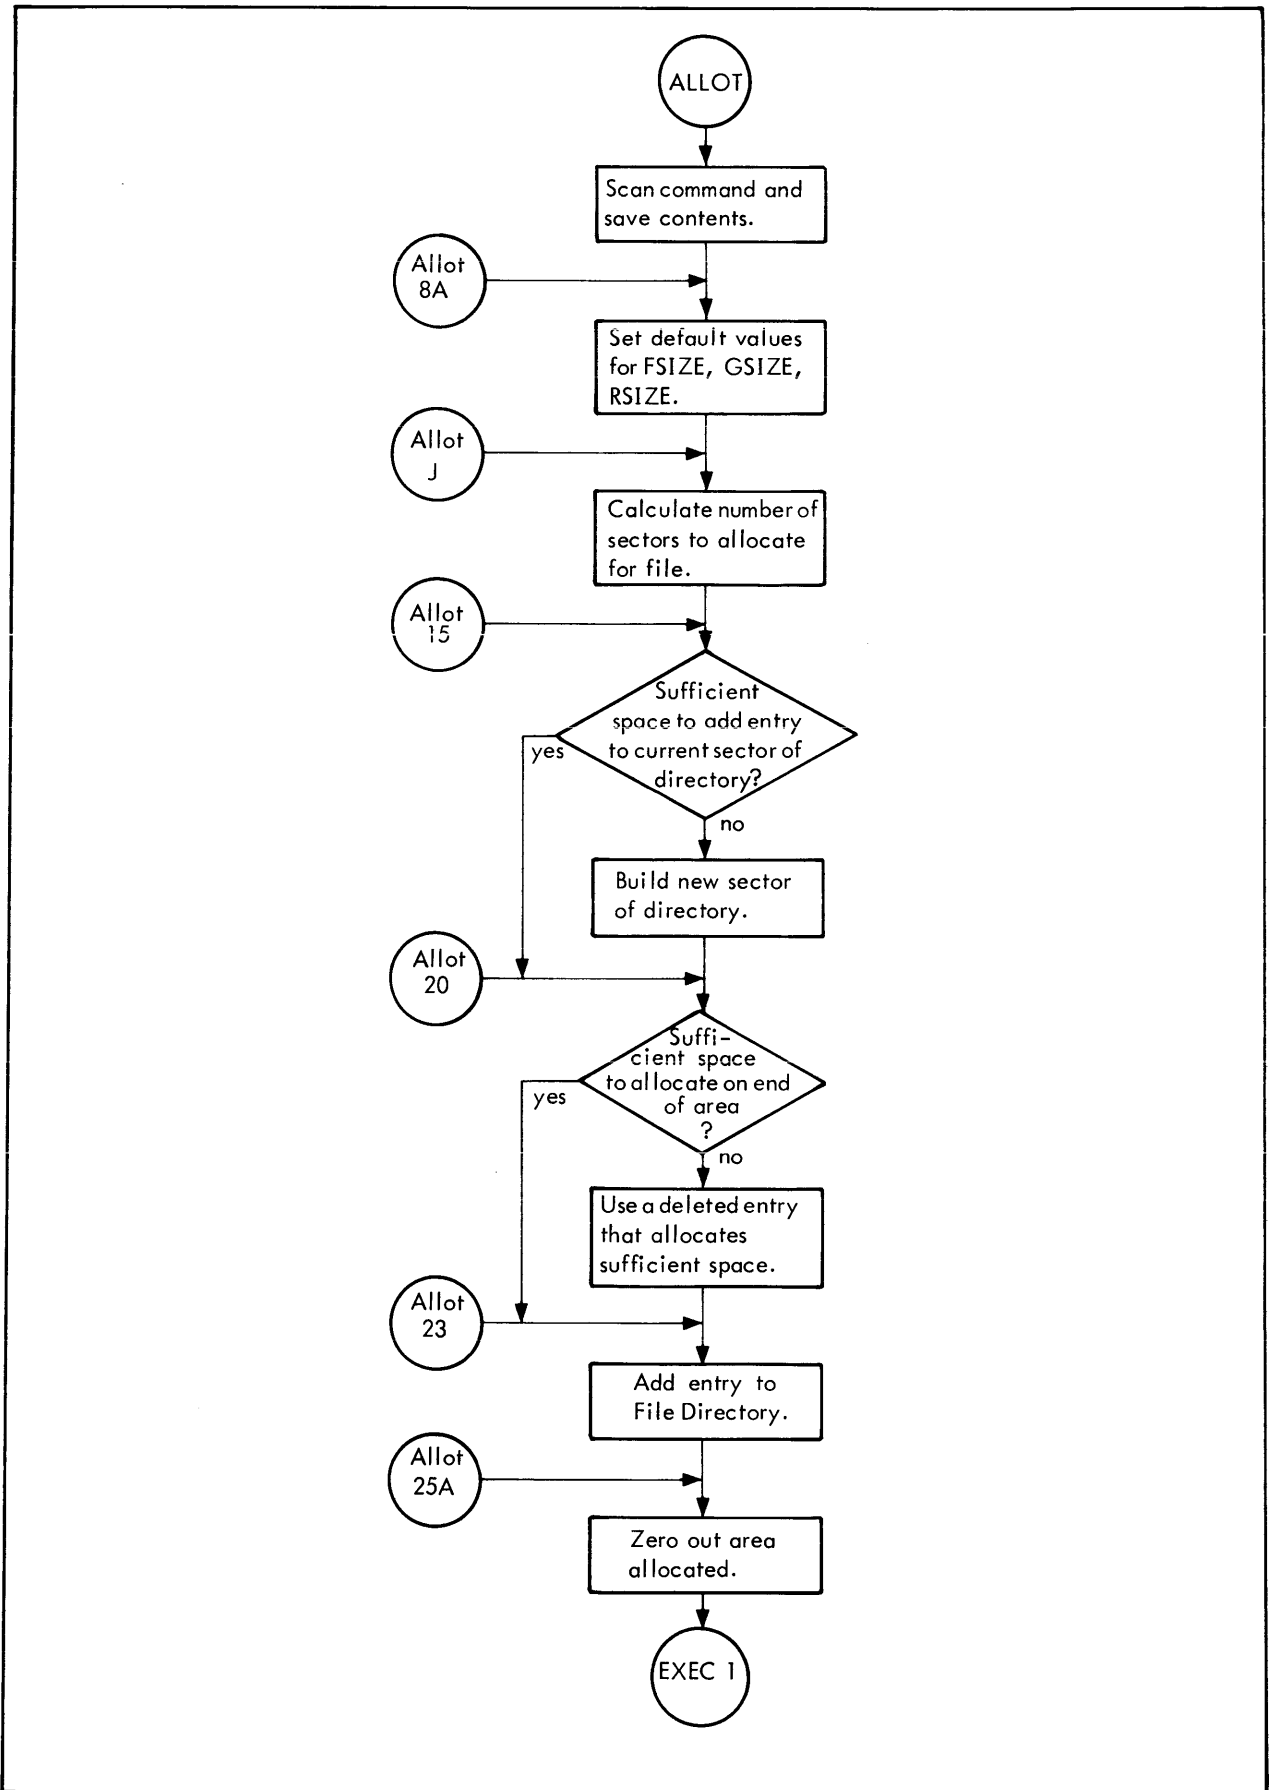 ALLOT
Scan command and
save contents.
Allot
8A
Set default values
for FSIZE, GSIZE,
RSIZE.
Allot
J
Calculate number of
sectors to allocate
for file.
Allot
15
Sufficient
space to add entry
to current sector of
directory?
yes
no
Build new sector
of directory.
Allot
20
Suffi-
cient space
to allocate on end
of area
?
yes
no
Use a deleted entry
that allocates
sufficient space.
Allot
23
Add entry to
File Directory.
Allot
25A
Zero out area
allocated.
EXEC 1